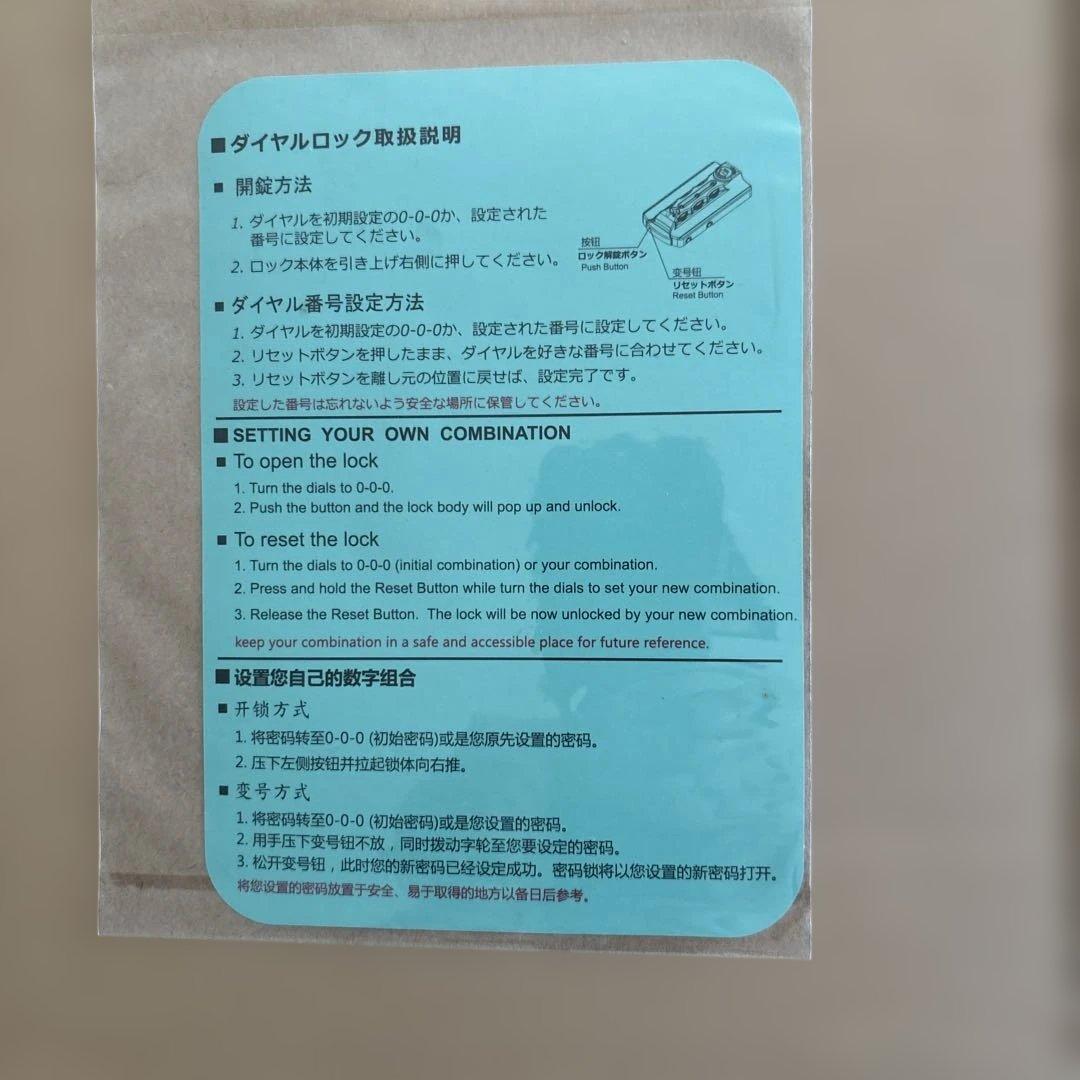 ■ダイヤルロック取扱説明
■ 開錠方法
1. ダイヤルを初期設定の0-0-0か、設定された
番号に設定してください。
2. ロック本体を引き上げ右側に押してください。
按钮
ロック解錠ボタン
Push Button
变号钮
リセットボタン
Reset Button
■ ダイヤル番号設定方法
1. ダイヤルを初期設定の0-0-0か、設定された番号に設定してください。
2. リセットボタンを押したまま、ダイヤルを好きな番号に合わせてください。
3. リセットボタンを離し元の位置に戻せば、設定完了です。
設定した番号は忘れないよう安全な場所に保管してください。
■ SETTING YOUR OWN COMBINATION
■ To open the lock
1. Turn the dials to 0-0-0.
2. Push the button and the lock body will pop up and unlock.
■ To reset the lock
1. Turn the dials to 0-0-0 (initial combination) or your combination.
2. Press and hold the Reset Button while turn the dials to set your new combination.
3. Release the Reset Button. The lock will be now unlocked by your new combination.
keep your combination in a safe and accessible place for future reference.
■设置您自己的数字组合
■ 开锁方式
1. 将密码转至0-0-0 (初始密码)或是您原先设置的密码。
2. 压下左侧按钮并拉起锁体向右推。
■ 变号方式
1. 将密码转至0-0-0 (初始密码)或是您设置的密码。
2. 用手压下变号钮不放，同时拨动字轮至您要设定的密码。
3. 松开变号钮，此时您的新密码已经设定成功。密码锁将以您设置的新密码打开。
将您设置的密码放置于安全、易于取得的地方以备日后参考。